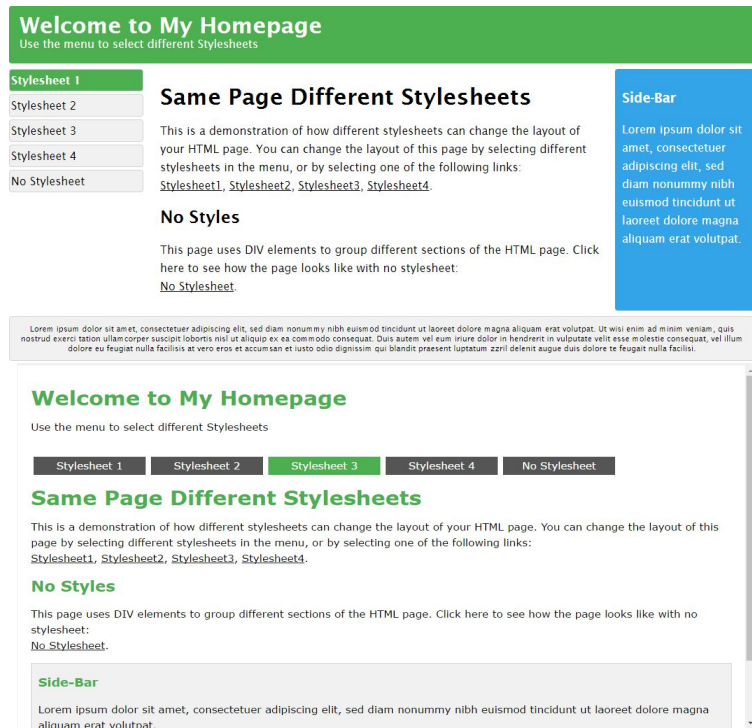 Welcome to My Homepage
Use the menu to select different Stylesheets
Stylesheet 1
Stylesheet 2
Stylesheet 3
Stylesheet 4
No Stylesheet
Same Page Different Stylesheets
This is a demonstration of how different stylesheets can change the layout of
your HTML page. You can change the layout of this page by selecting different
stylesheets in the menu, or by selecting one of the following links:
Stylesheet1, Stylesheet2, Stylesheet3, Stylesheet4.
No Styles
This page uses DIV elements to group different sections of the HTML page. Click
here to see how the page looks like with no stylesheet:
No Stylesheet.
Side-Bar
Lorem ipsum dolor sit
amet, consectetuer
adipiscing elit, sed
diam nonummy nibh
euismod tincidunt ut
laoreet dolore magna
aliquam erat volutpat.
Lorem ipsum dolor sit amet, consectetuer adipiscing elit, sed diam nonummy nibh euismod tincidunt ut laoreet dolore magna aliquam erat volutpat. Ut wisi enim ad minim veniam, quis
nostrud exerci tation ullamcorper suscipit lobortis nisl ut aliquip ex ea commodo consequat. Duis autem vel eum iriure dolor in hendrerit in vulputate velit esse molestie consequat, vel illum
dolore eu feugiat nulla facilisis at vero eros et accumsan et iusto odio dignissim qui blandit praesent luptatum zzril delenit augue duis dolore te feugait nulla facilisi.
Welcome to My Homepage
Use the menu to select different Stylesheets
Stylesheet 1 Stylesheet 2 Stylesheet 3 Stylesheet 4 No Stylesheet
Same Page Different Stylesheets
This is a demonstration of how different stylesheets can change the layout of your HTML page. You can change the layout of this
page by selecting different stylesheets in the menu, or by selecting one of the following links:
Stylesheet1, Stylesheet2, Stylesheet3, Stylesheet4.
No Styles
This page uses DIV elements to group different sections of the HTML page. Click here to see how the page looks like with no
stylesheet:
No Stylesheet.
Side-Bar
Lorem ipsum dolor sit amet, consectetuer adipiscing elit, sed diam nonummy nibh euismod tincidunt ut laoreet dolore magna
aliquam erat volutpat.